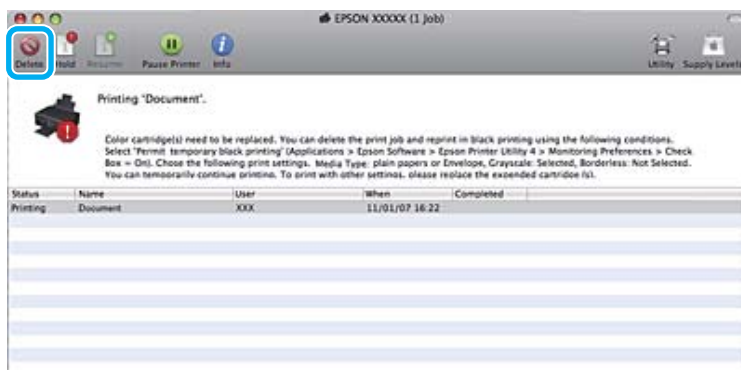 EPSON XXXXX (1 Job)
Delete Hold Resume Pause Printer Info Utility Supply Levels
Printing "Document".
Color cartridge(s) need to be replaced. You can delete the print job and reprint in black printing using the following conditions.
Select "Permit temporary black printing" (Applications > Epson Software > Epson Printer Utility 4 > Monitoring Preferences > Check
Box = On). Chose the following print settings. Media Type: plain papers or Envelope, Grayscale: Selected, Borderless: Not Selected.
You can temporarily continue printing. To print with other settings, please replace the expended cartridge (s).
Status Name User When Completed
Printing Document XXX 11/01/07 16:22